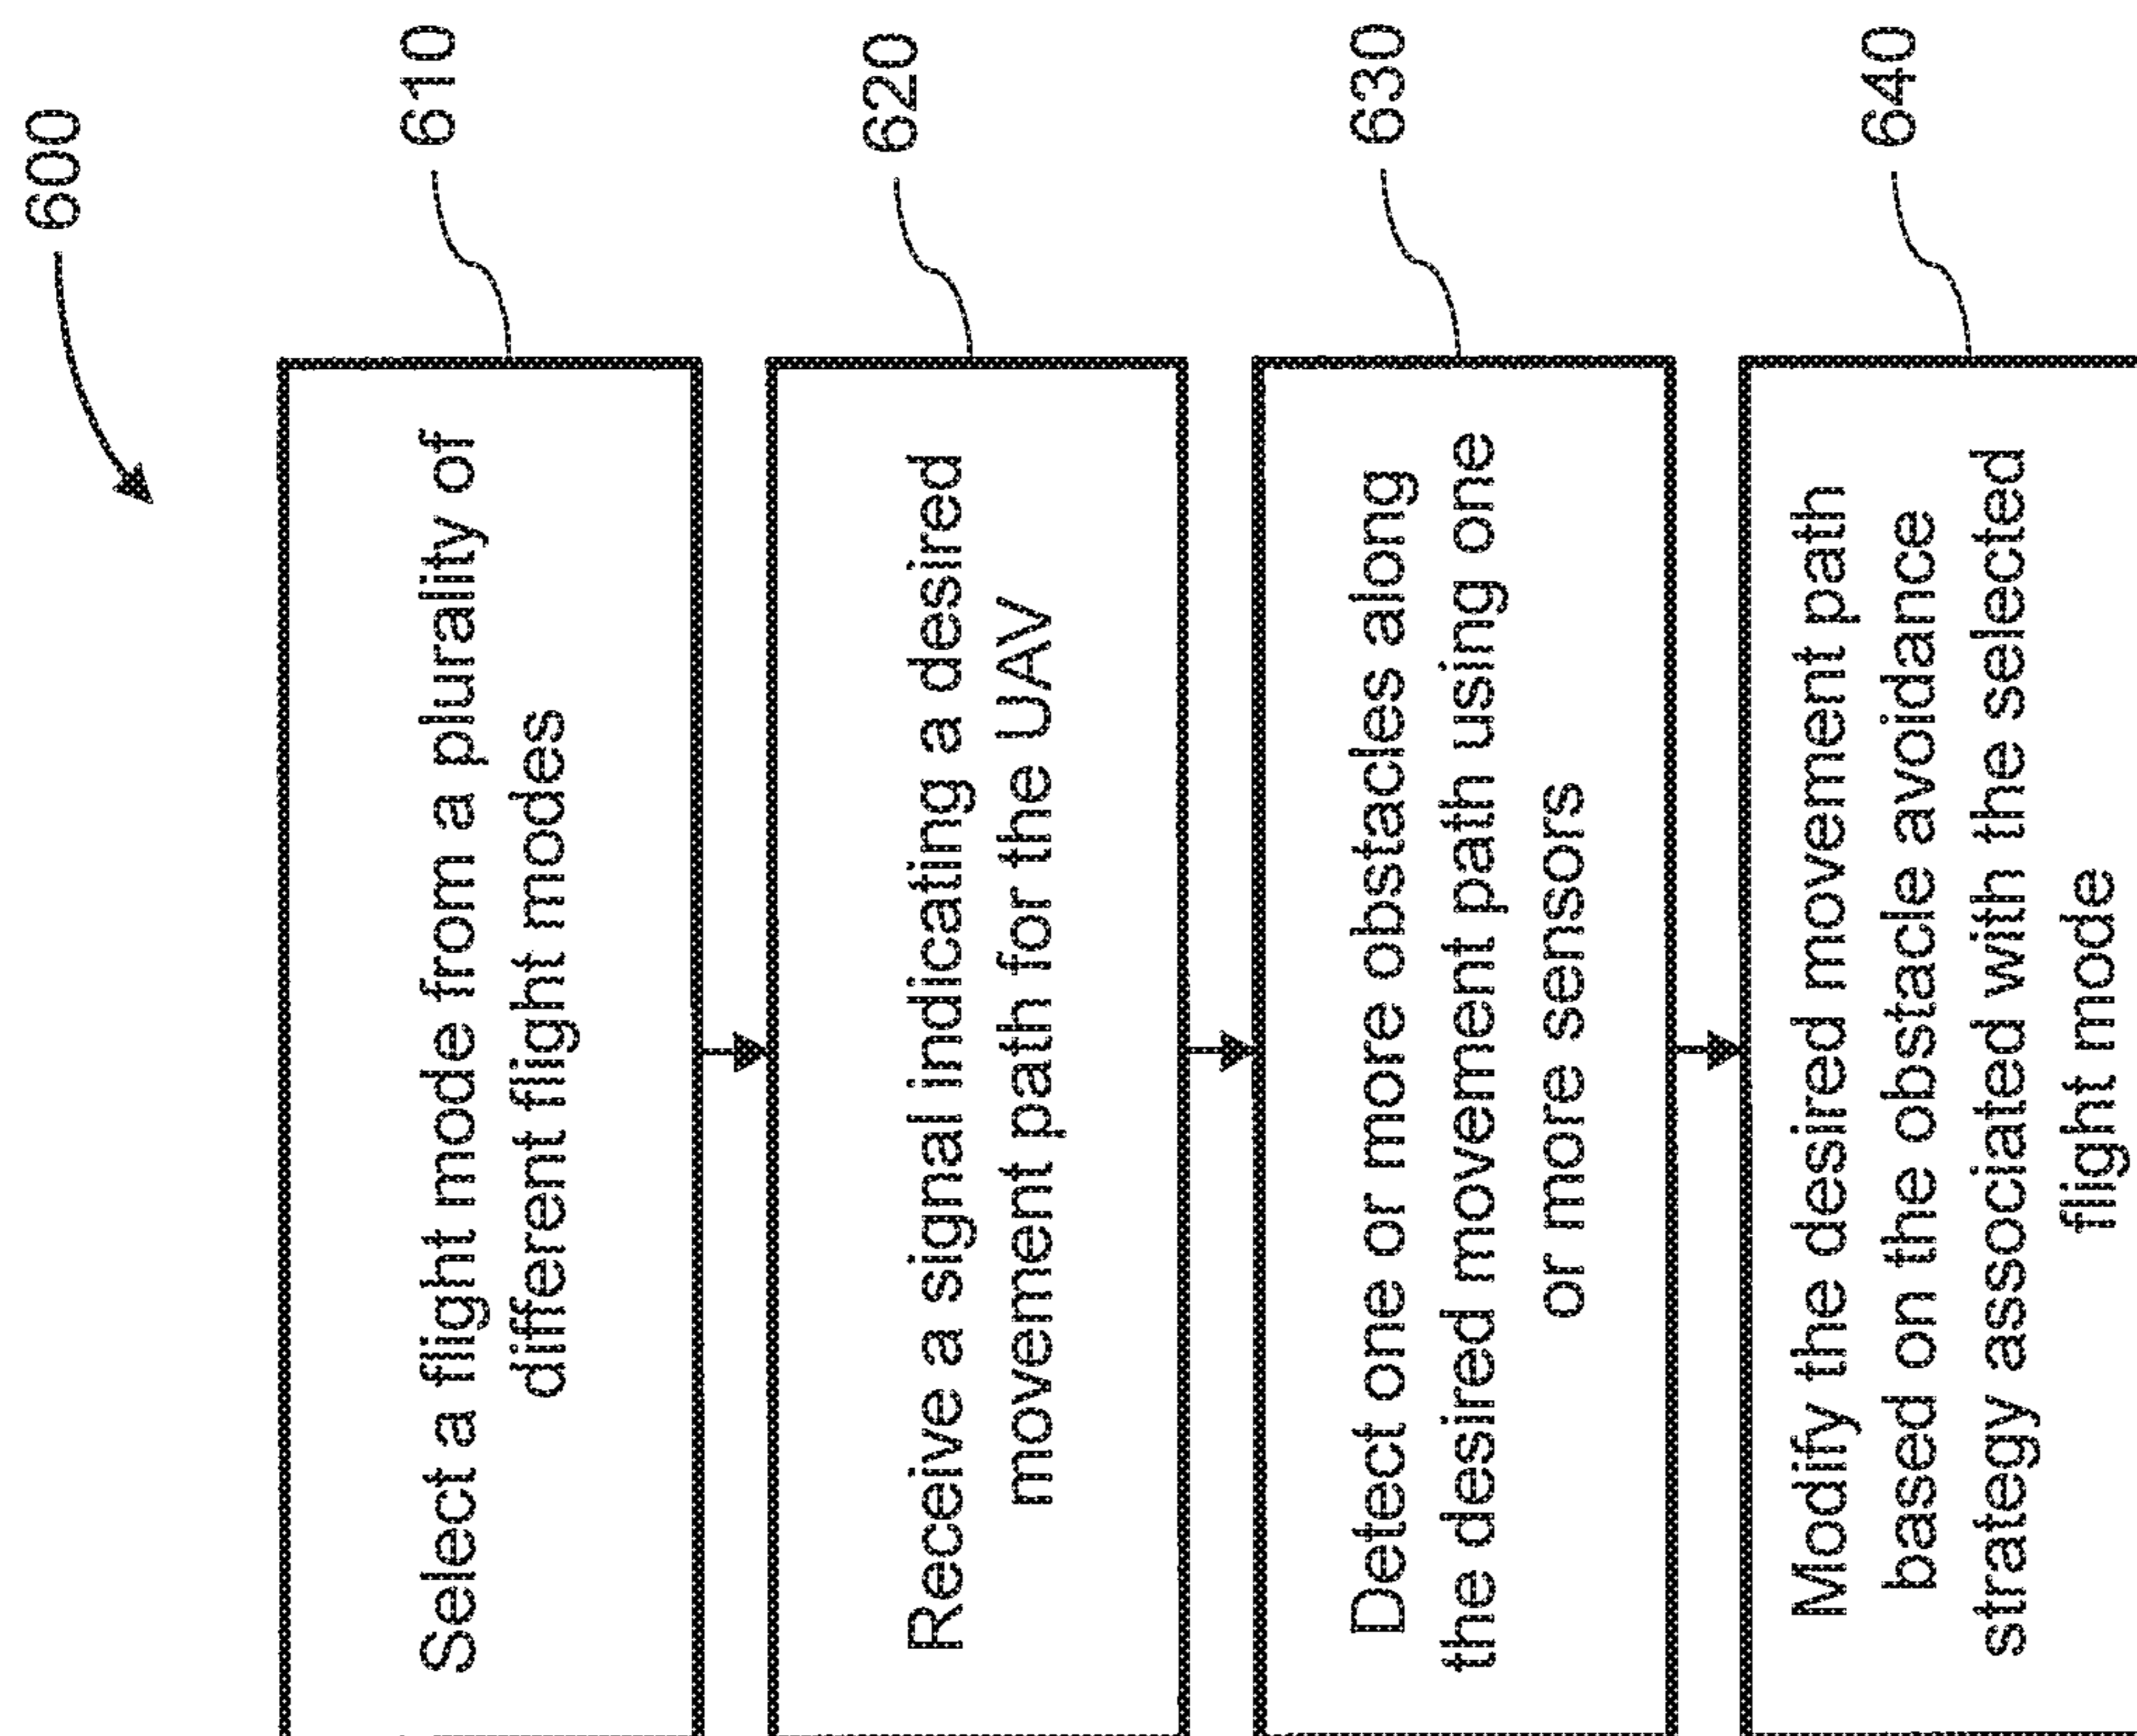 600
Select a flight mode from a plurality of
different flight modes
610
Receive a signal indicating a desired
movement path for the UAV
620
Detect one or more obstacles along
the desired movement path using one
or more sensors
630
Modify the desired movement path
based on the obstacle avoidance
strategy associated with the selected
flight mode
640